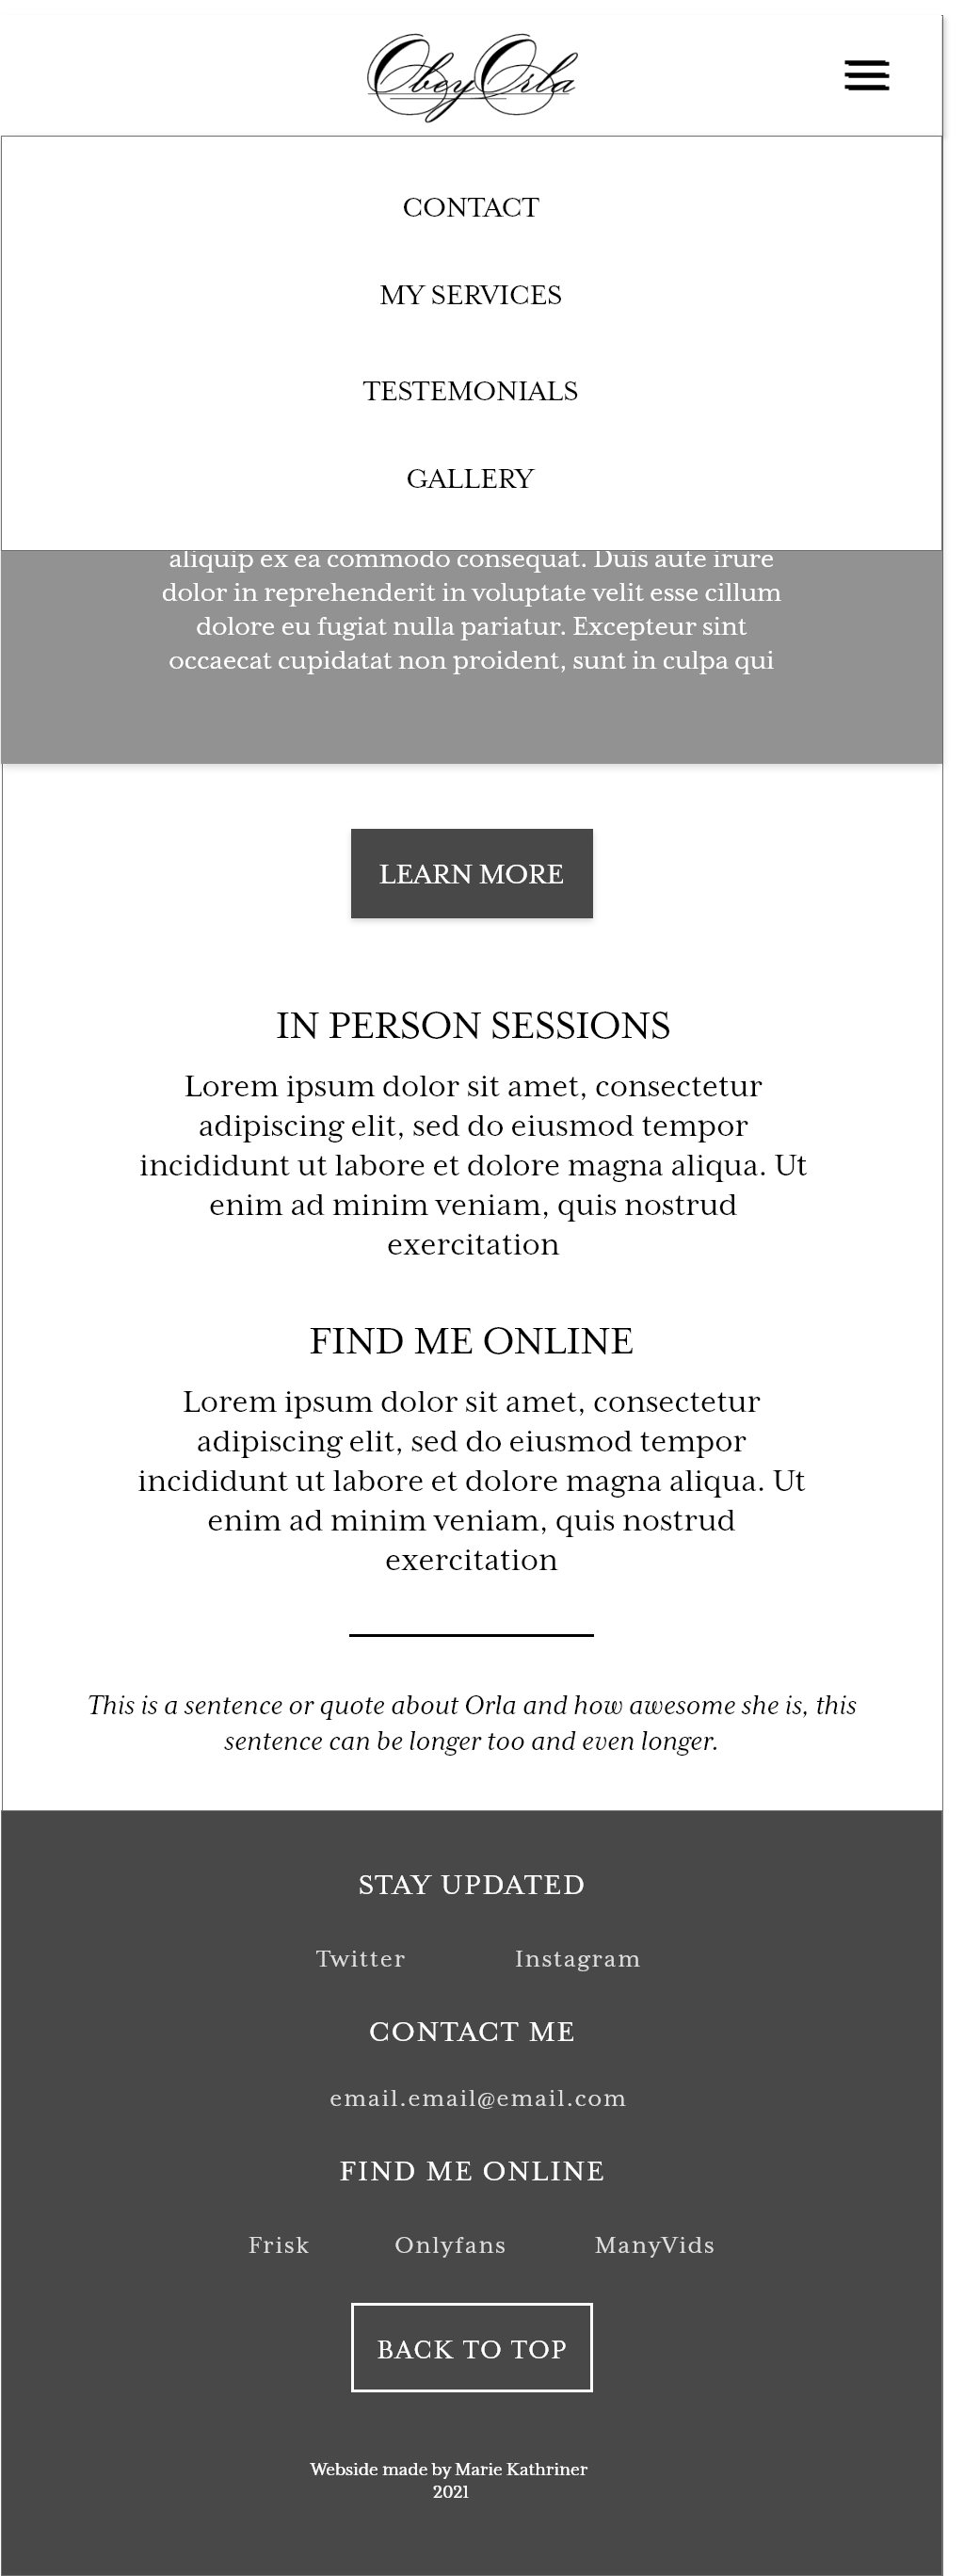 ObeyOrla
CONTACT
MY SERVICES
TESTEMONIALS
GALLERY
aliquip ex ea commodo consequat. Duis aute irure
dolor in reprehenderit in voluptate velit esse cillum
dolore eu fugiat nulla pariatur. Excepteur sint
occaecat cupidatat non proident, sunt in culpa qui
LEARN MORE
IN PERSON SESSIONS
Lorem ipsum dolor sit amet, consectetur
adipiscing elit, sed do eiusmod tempor
incididunt ut labore et dolore magna aliqua. Ut
enim ad minim veniam, quis nostrud
exercitation
FIND ME ONLINE
Lorem ipsum dolor sit amet, consectetur
adipiscing elit, sed do eiusmod tempor
incididunt ut labore et dolore magna aliqua. Ut
enim ad minim veniam, quis nostrud
exercitation
This is a sentence or quote about Orla and how awesome she is, this
sentence can be longer too and even longer.
STAY UPDATED
Twitter Instagram
CONTACT ME
email.email@email.com
FIND ME ONLINE
Frisk Onlyfans ManyVids
BACK TO TOP
Webside made by Marie Kathriner
2021